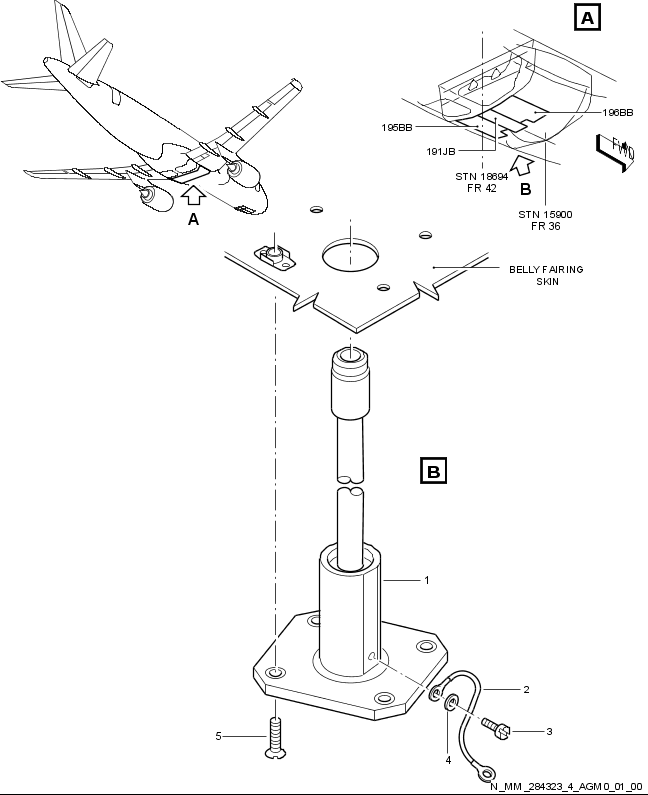 A
196BB
195BB
191JB
FWD
STN 18694
FR 42
B
STN 15900
FR 36
A
BELLY FAIRING
SKIN
B
1
2
3
4
5
N_MM_284323_4_AGM0_01_00